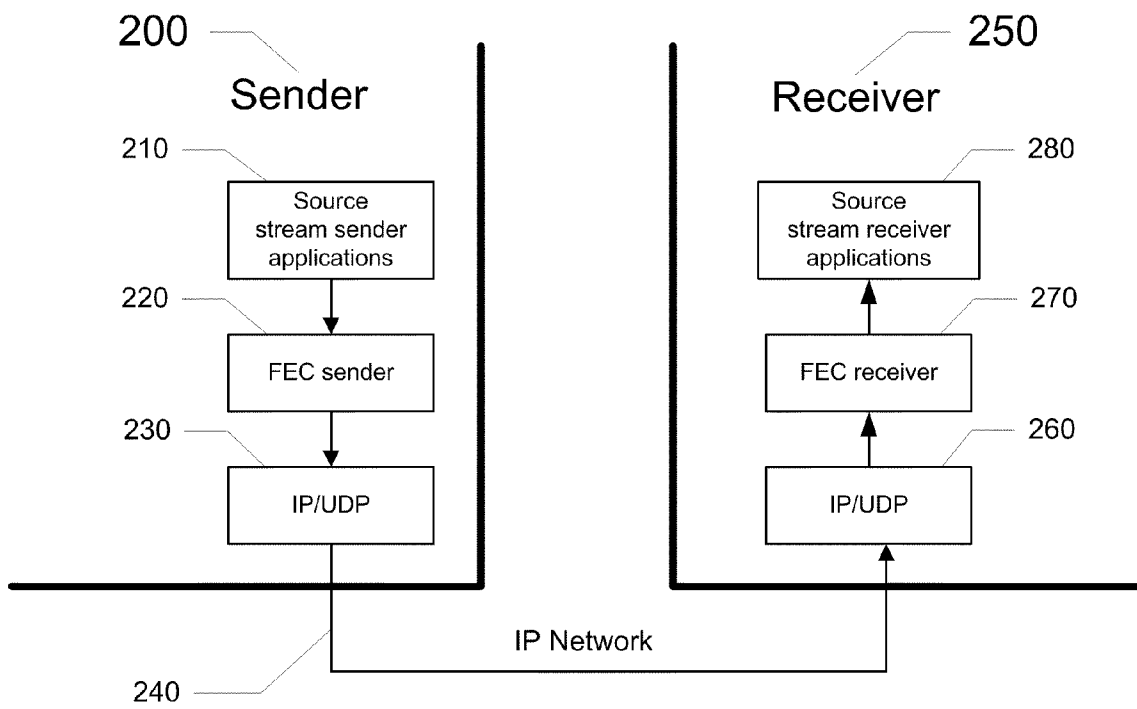 200
Sender
210
Source
stream sender
applications
220
FEC sender
230
IP/UDP
240
IP Network
250
Receiver
280
Source
stream receiver
applications
270
FEC receiver
260
IP/UDP